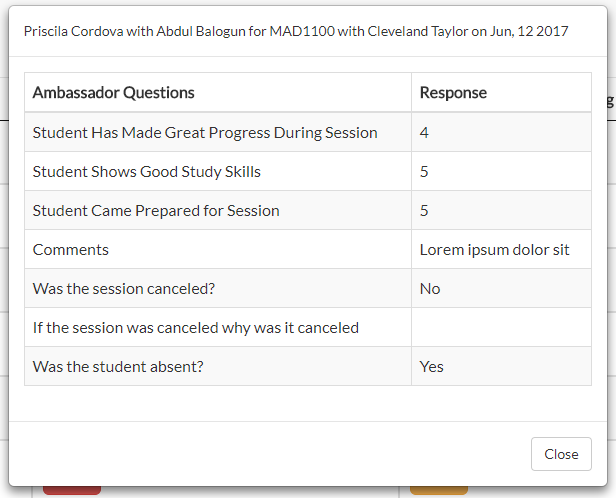 Priscila Cordova with Abdul Balogun for MAD1100 with Cleveland Taylor on Jun, 12 2017
Ambassador Questions Response
Student Has Made Great Progress During Session 4
Student Shows Good Study Skills 5
Student Came Prepared for Session 5
Comments Lorem ipsum dolor sit
Was the session canceled? No
If the session was canceled why was it canceled
Was the student absent? Yes
Close